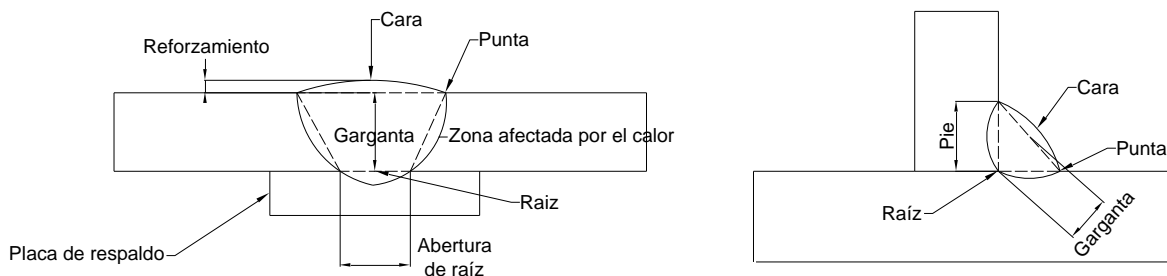 Cara
Reforzamiento
Punta
Garganta
Zona afectada por el calor
Raiz
Placa de respaldo
Abertura
de raíz
Cara
Pie
Punta
Raíz
Garganta